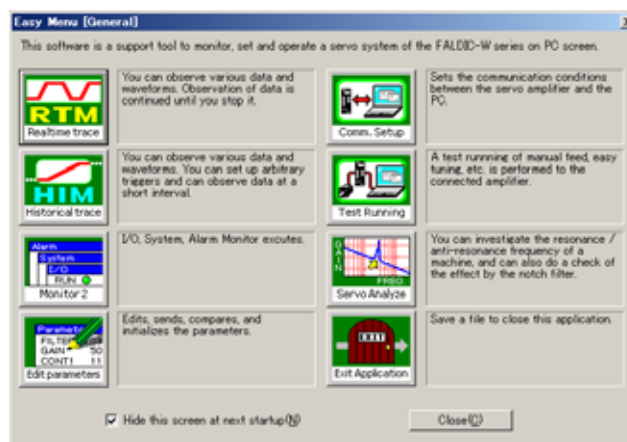 Easy Menu [General]
This software is a support tool to monitor, set and operate a servo system of the FALDIC-W series on PC screen.
RTM
Realtime trace
You can observe various data and
waveforms. Observation of data is
continued until you stop it.
Comm. Setup
Sets the communication conditions
between the servo amplifier and the
PC.
HIM
Historical trace
You can observe various data and
waveforms. You can set up arbitrary
triggers and can observe data at a
short interval.
Test Running
A test runnning of manual feed, easy
tuning, etc. is performed to the
connected amplifier.
Alarm
System
I/O
RUN
Monitor 2
I/O, System, Alarm Monitor excutes.
GAIN
FREQ
Servo Analyze
You can investigate the resonance /
anti-resonance frequency of a
machine, and can also do a check of
the effect by the notch filter.
Parameter
FILTER
GAIN 50
CONT1 11
Edit parameters
Edits, sends, compares, and
initializes the parameters.
EXIT
Exit Application
Save a file to close this application.
Hide this screen at next startup(N)
Close(C)